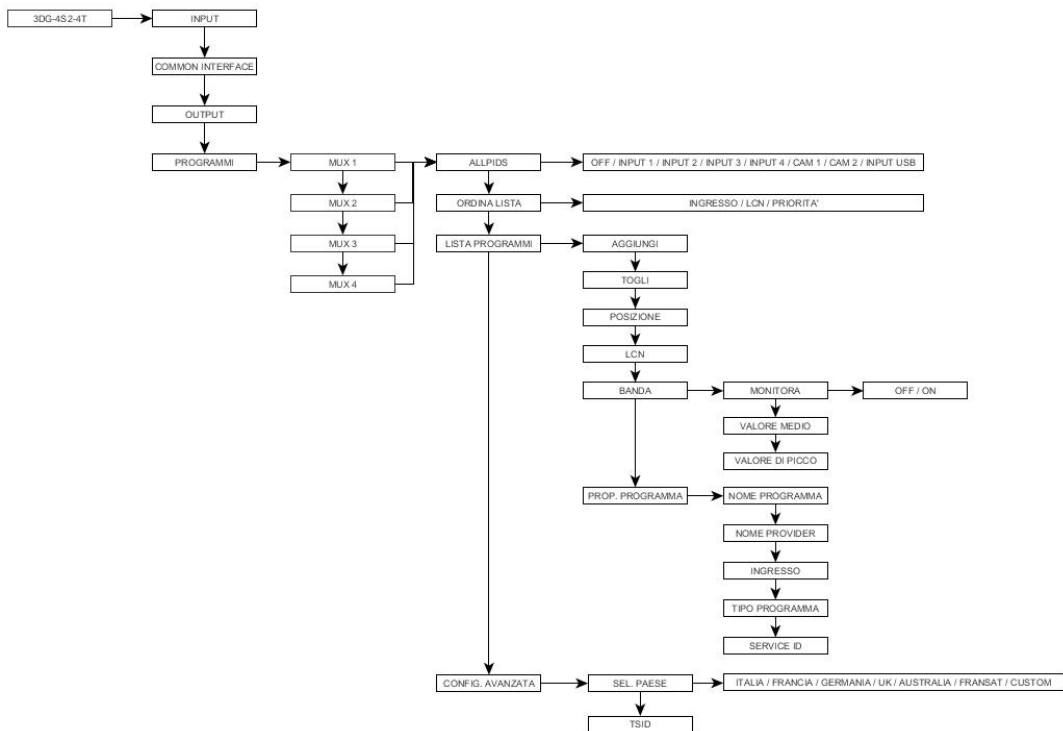 3DG-4S2-4T
INPUT
COMMON INTERFACE
OUTPUT
PROGRAMMI
MUX 1
ALLPIDS
OFF / INPUT 1 / INPUT 2 / INPUT 3 / INPUT 4 / CAM 1 / CAM 2 / INPUT USB
MUX 2
ORDINA LISTA
INGRESSO / LCN / PRIORITA'
MUX 3
LISTA PROGRAMMI
AGGIUNGI
MUX 4
TOGLI
POSIZIONE
LCN
BANDA
MONITORA
OFF / ON
VALORE MEDIO
VALORE DI PICCO
PROP. PROGRAMMA
NOME PROGRAMMA
NOME PROVIDER
INGRESSO
TIPO PROGRAMMA
SERVICE ID
CONFIG. AVANZATA
SEL. PAESE
ITALIA / FRANCIA / GERMANIA / UK / AUSTRALIA / FRANSAT / CUSTOM
TSID